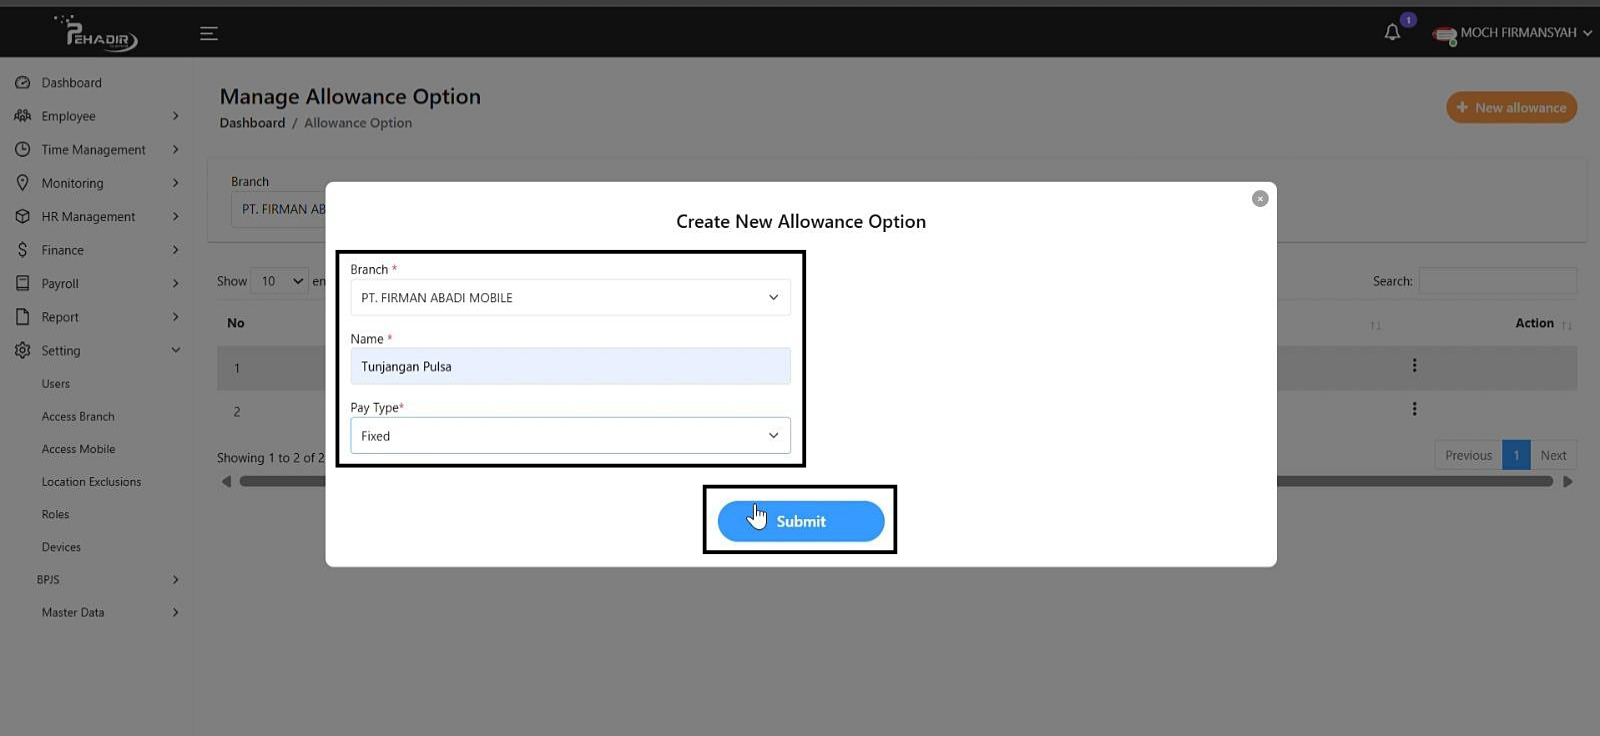 PEHADIR
1
MOCH FIRMANSYAH
Dashboard
Employee
Time Management
Monitoring
HR Management
Finance
Payroll
Report
Setting
Users
Access Branch
Access Mobile
Location Exclusions
Roles
Devices
BPJS
Master Data
Manage Allowance Option
Dashboard / Allowance Option
+ New allowance
Branch
PT. FIRMAN AB
Show 10 en
Search:
No
Action
1
2
Showing 1 to 2 of 2
Previous 1 Next
Create New Allowance Option
Branch *
PT. FIRMAN ABADI MOBILE
Name *
Tunjangan Pulsa
Pay Type*
Fixed
Submit